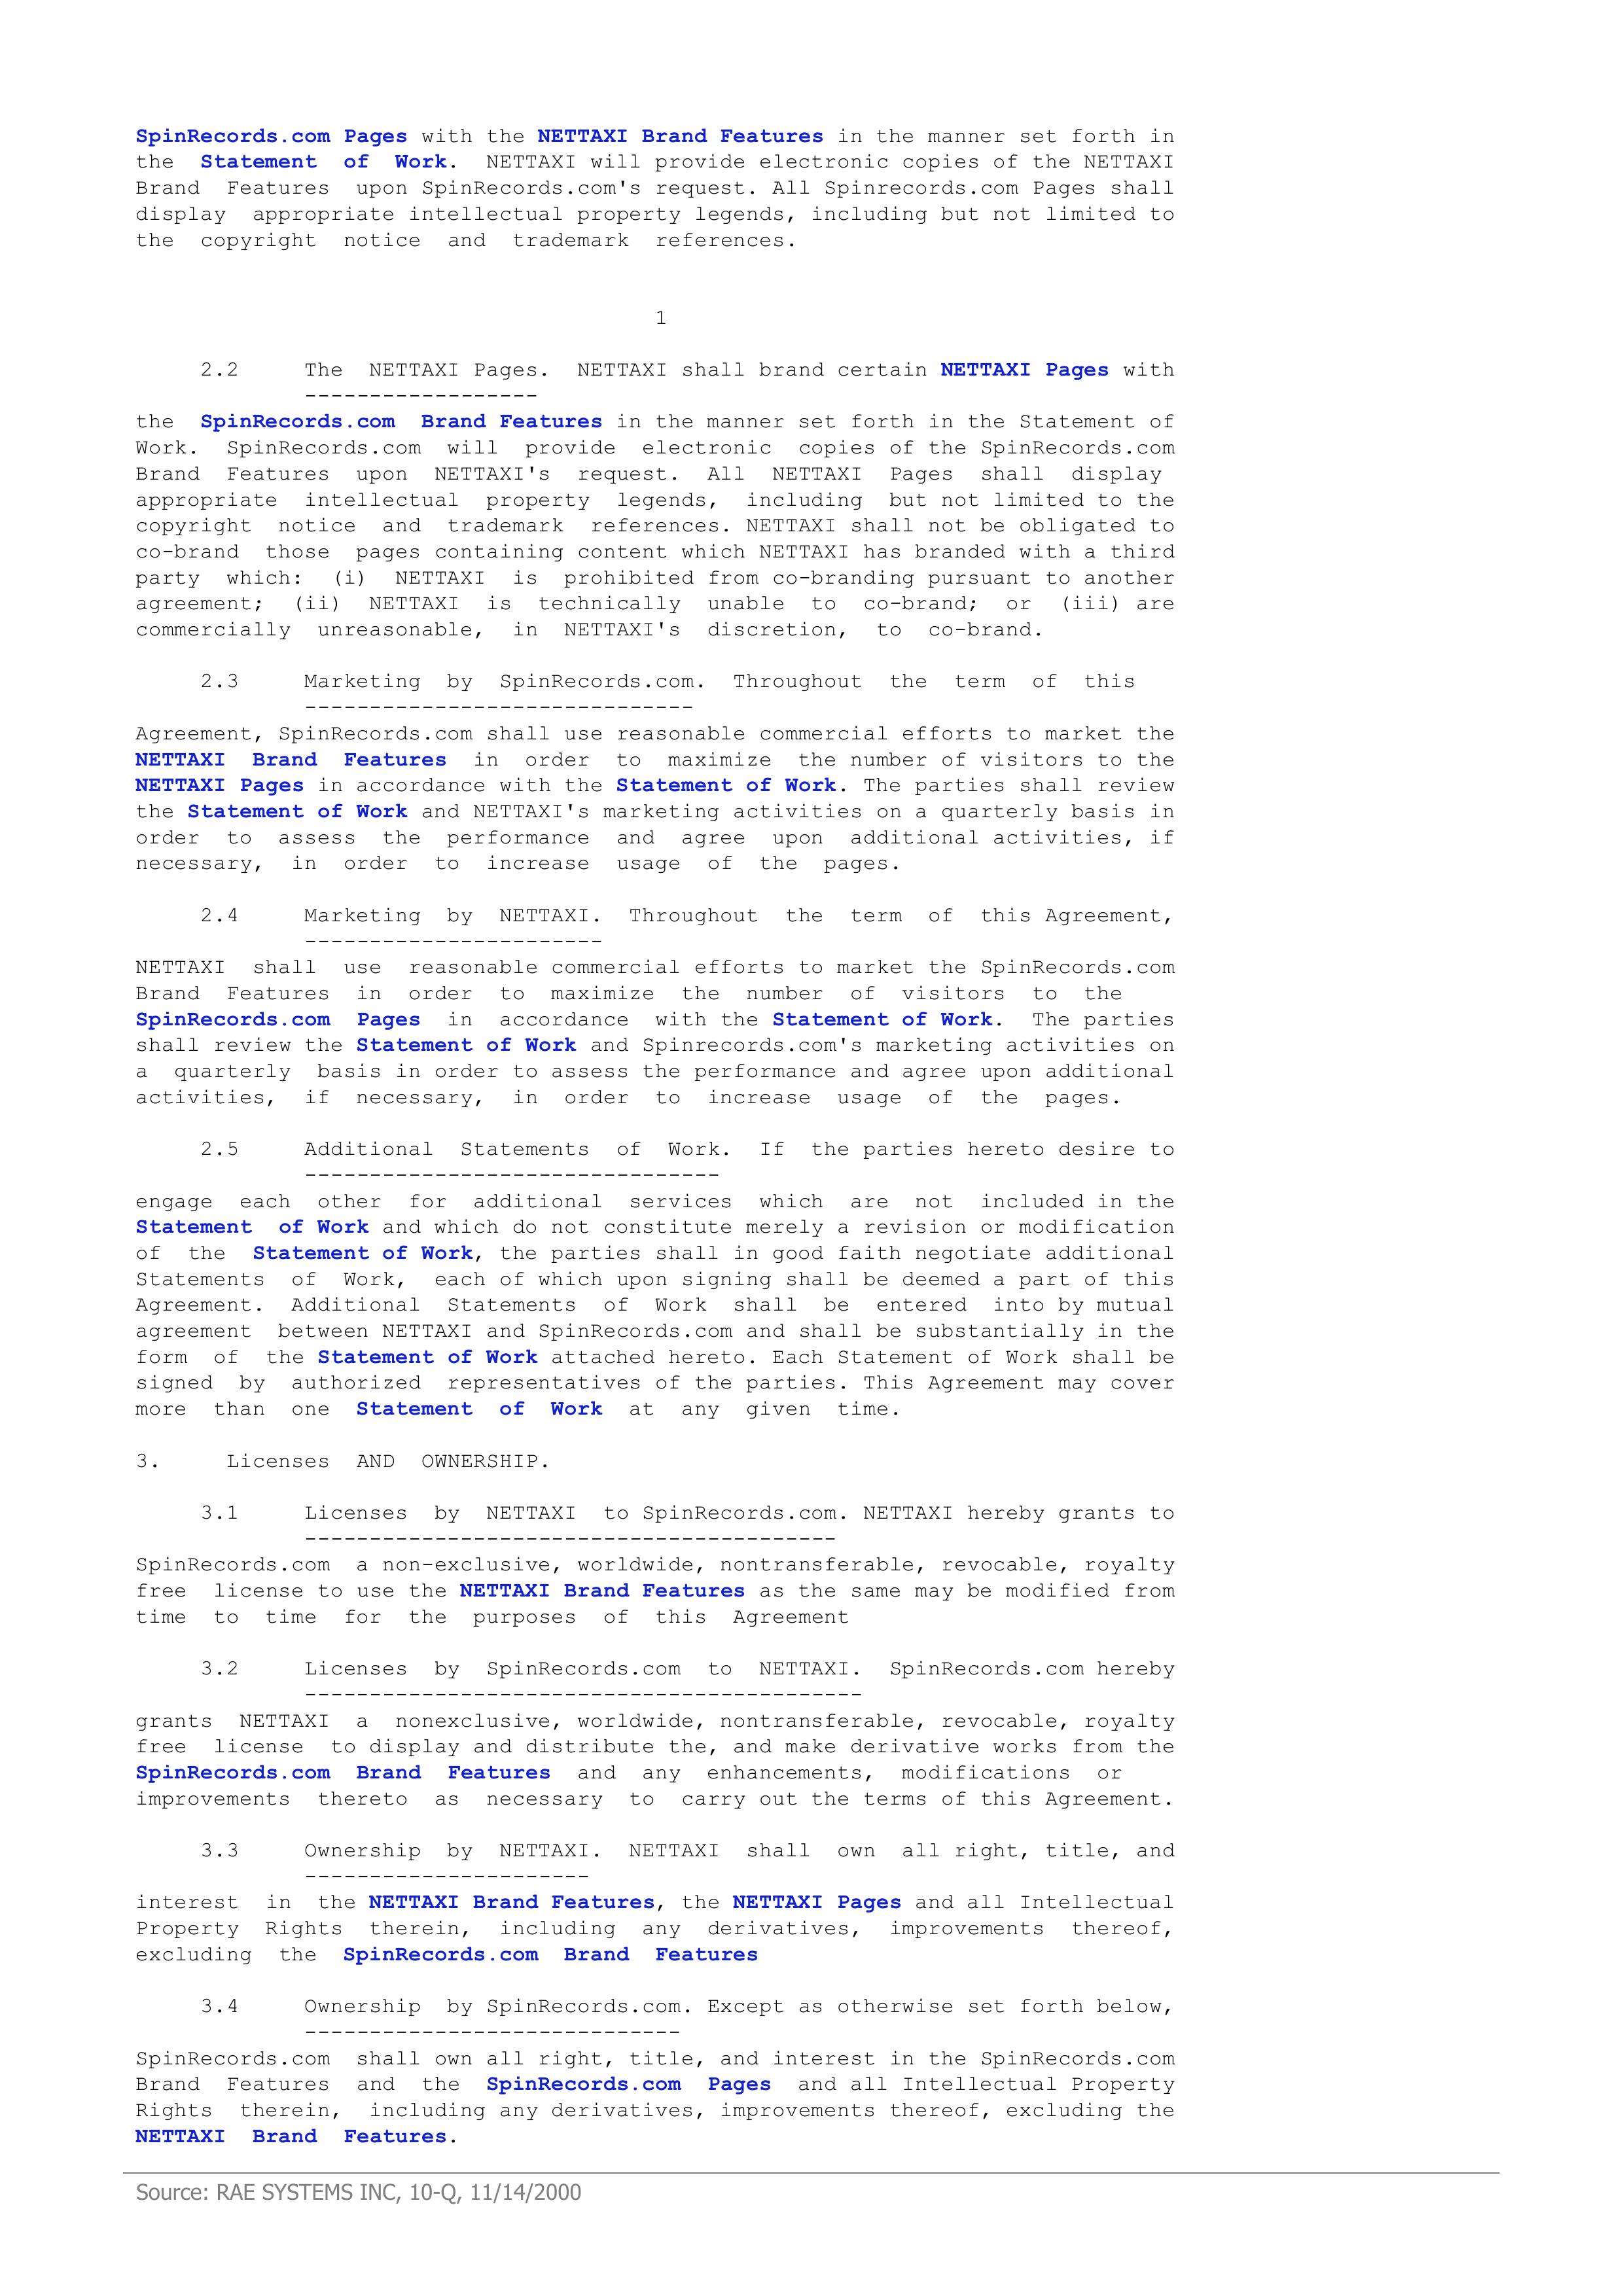 SpinRecords.com Pages with the NETTAXI Brand Features in the manner set forth in
the Statement of Work. NETTAXI will provide electronic copies of the NETTAXI
Brand Features upon SpinRecords.com's request. All Spinrecords.com Pages shall
display appropriate intellectual property legends, including but not limited to
the copyright notice and trademark references.
1
2.2 The NETTAXI Pages. NETTAXI shall brand certain NETTAXI Pages with
------------------
the SpinRecords.com Brand Features in the manner set forth in the Statement of
Work. SpinRecords.com will provide electronic copies of the SpinRecords.com
Brand Features upon NETTAXI's request. All NETTAXI Pages shall display
appropriate intellectual property legends, including but not limited to the
copyright notice and trademark references. NETTAXI shall not be obligated to
co-brand those pages containing content which NETTAXI has branded with a third
party which: (i) NETTAXI is prohibited from co-branding pursuant to another
agreement; (ii) NETTAXI is technically unable to co-brand; or (iii) are
commercially unreasonable, in NETTAXI's discretion, to co-brand.
2.3 Marketing by SpinRecords.com. Throughout the term of this
------------------------------
Agreement, SpinRecords.com shall use reasonable commercial efforts to market the
NETTAXI Brand Features in order to maximize the number of visitors to the
NETTAXI Pages in accordance with the Statement of Work. The parties shall review
the Statement of Work and NETTAXI's marketing activities on a quarterly basis in
order to assess the performance and agree upon additional activities, if
necessary, in order to increase usage of the pages.
2.4 Marketing by NETTAXI. Throughout the term of this Agreement,
-----------------------
NETTAXI shall use reasonable commercial efforts to market the SpinRecords.com
Brand Features in order to maximize the number of visitors to the
SpinRecords.com Pages in accordance with the Statement of Work. The parties
shall review the Statement of Work and Spinrecords.com's marketing activities on
a quarterly basis in order to assess the performance and agree upon additional
activities, if necessary, in order to increase usage of the pages.
2.5 Additional Statements of Work. If the parties hereto desire to
--------------------------------
engage each other for additional services which are not included in the
Statement of Work and which do not constitute merely a revision or modification
of the Statement of Work, the parties shall in good faith negotiate additional
Statements of Work, each of which upon signing shall be deemed a part of this
Agreement. Additional Statements of Work shall be entered into by mutual
agreement between NETTAXI and SpinRecords.com and shall be substantially in the
form of the Statement of Work attached hereto. Each Statement of Work shall be
signed by authorized representatives of the parties. This Agreement may cover
more than one Statement of Work at any given time.
3. Licenses AND OWNERSHIP.
3.1 Licenses by NETTAXI to SpinRecords.com. NETTAXI hereby grants to
-----------------------------------------
SpinRecords.com a non-exclusive, worldwide, nontransferable, revocable, royalty
free license to use the NETTAXI Brand Features as the same may be modified from
time to time for the purposes of this Agreement
3.2 Licenses by SpinRecords.com to NETTAXI. SpinRecords.com hereby
-------------------------------------------
grants NETTAXI a nonexclusive, worldwide, nontransferable, revocable, royalty
free license to display and distribute the, and make derivative works from the
SpinRecords.com Brand Features and any enhancements, modifications or
improvements thereto as necessary to carry out the terms of this Agreement.
3.3 Ownership by NETTAXI. NETTAXI shall own all right, title, and
----------------------
interest in the NETTAXI Brand Features, the NETTAXI Pages and all Intellectual
Property Rights therein, including any derivatives, improvements thereof,
excluding the SpinRecords.com Brand Features
3.4 Ownership by SpinRecords.com. Except as otherwise set forth below,
-----------------------------
SpinRecords.com shall own all right, title, and interest in the SpinRecords.com
Brand Features and the SpinRecords.com Pages and all Intellectual Property
Rights therein, including any derivatives, improvements thereof, excluding the
NETTAXI Brand Features.
Source: RAE SYSTEMS INC, 10-Q, 11/14/2000